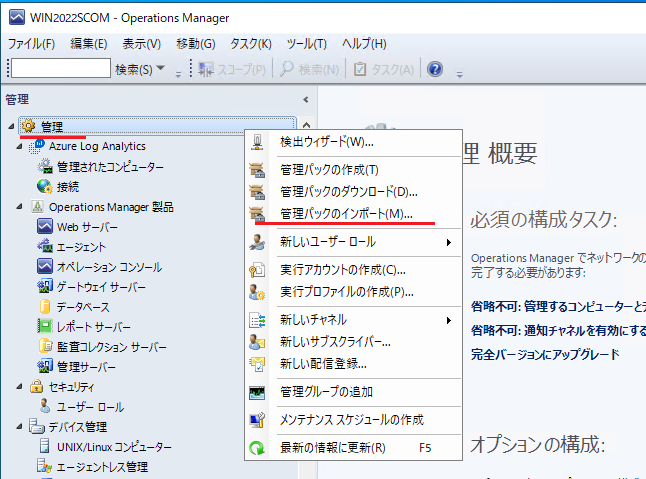 WIN2022SCOM - Operations Manager
ファイル(F) 編集(E) 表示(V) 移動(G) タスク(K) ツール(T) ヘルプ(H)
検索(S) スコープ(P) 検索(N) タスク(A)
管理
管理
Azure Log Analytics
管理されたコンピューター
接続
Operations Manager 製品
Web サーバー
エージェント
オペレーション コンソール
ゲートウェイ サーバー
データベース
レポート サーバー
監査コレクション サーバー
管理サーバー
セキュリティ
ユーザー ロール
デバイス管理
UNIX/Linux コンピューター
エージェントレス管理
検出ウィザード(W)...
管理パックの作成(T)
管理パックのダウンロード(D)...
管理パックのインポート(M)...
新しいユーザー ロール
実行アカウントの作成(C)...
実行プロファイルの作成(P)...
新しいチャネル
新しいサブスクライバー...
新しい配信登録...
管理グループの追加
メンテナンス スケジュールの作成
最新の情報に更新(R) F5
理 概要
必須の構成タスク:
Operations Manager でネットワークの
完了する必要があります:
省略不可: 管理するコンピューターと
省略不可: 通知チャネルを有効にする
完全バージョンにアップグレード
オプションの構成: